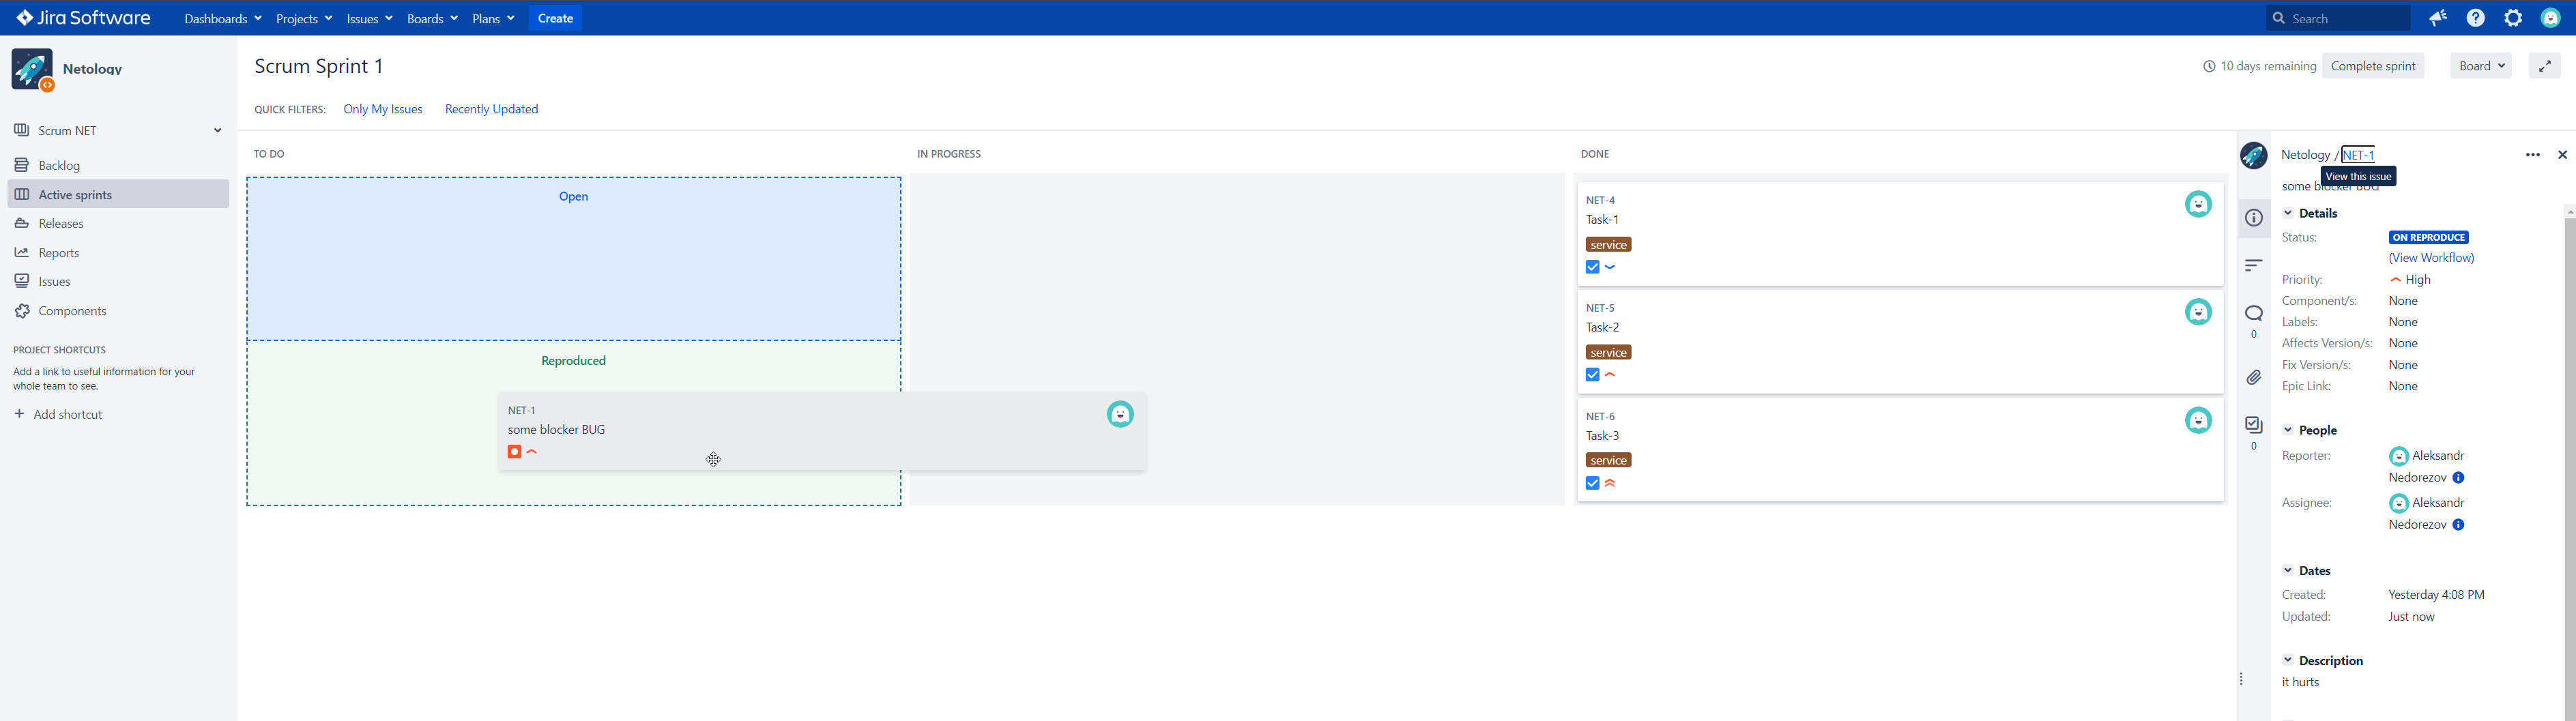 Jira Software Dashboards Projects Issues Boards Plans Create Search
Netology
Scrum NET
Backlog
Active sprints
Releases
Reports
Issues
Components
PROJECT SHORTCUTS
Add a link to useful information for your
whole team to see.
+ Add shortcut
Scrum Sprint 1
10 days remaining Complete sprint Board
QUICK FILTERS: Only My Issues Recently Updated
TO DO
IN PROGRESS
DONE
Open
Reproduced
NET-1
some blocker BUG
NET-4
Task-1
service
NET-5
Task-2
service
NET-6
Task-3
service
0
0
Netology / NET-1
View this issue
some blocker BUG
Details
Status: ON REPRODUCE
(View Workflow)
Priority: High
Component/s: None
Labels: None
Affects Version/s: None
Fix Version/s: None
Epic Link: None
People
Reporter: Aleksandr
Nedorezov
Assignee: Aleksandr
Nedorezov
Dates
Created: Yesterday 4:08 PM
Updated: Just now
Description
it hurts